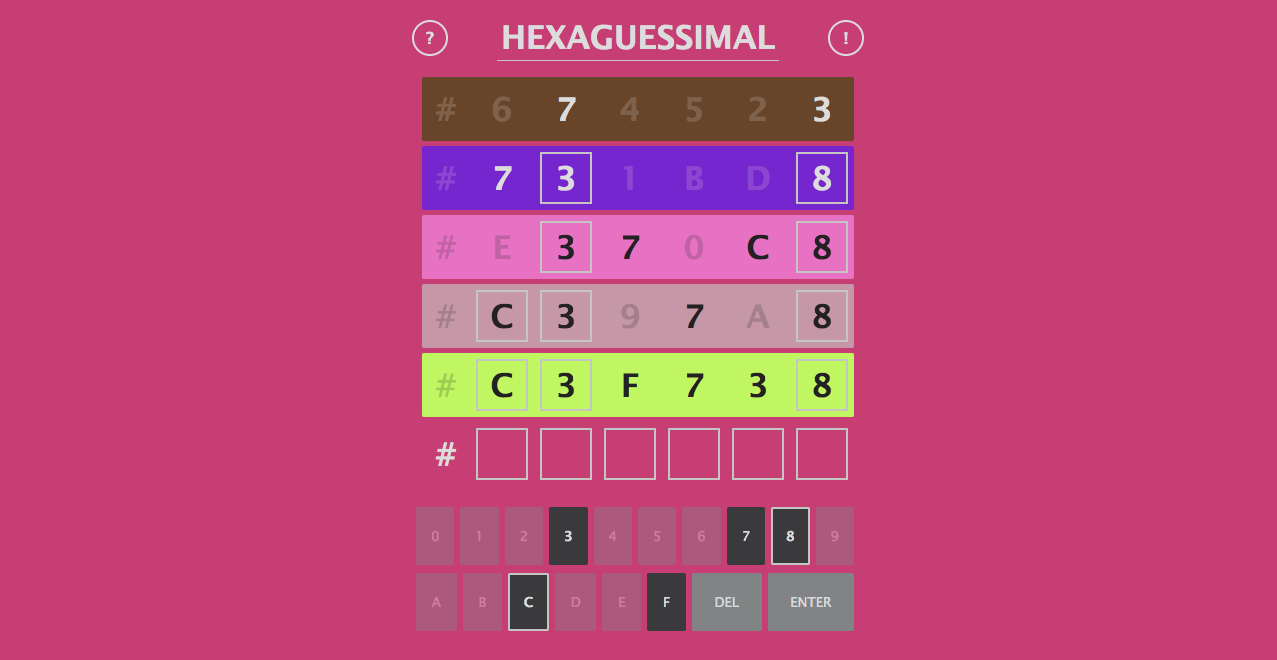 ? HEXAGUESSIMAL !
# 6 7 4 5 2 3
# 7 3 1 B D 8
# E 3 7 0 C 8
# C 3 9 7 A 8
# C 3 F 7 3 8
#
0 1 2 3 4 5 6 7 8 9
A B C D E F DEL ENTER